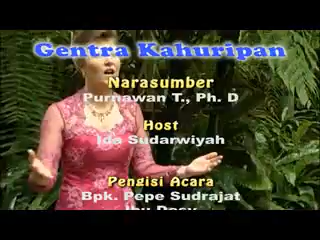 Gentra Kahuripan
Narasumber
Purnawan T., Ph. D
Host
Ida Sudarwiyah
Pengisi Acara
Bpk. Pepe Sudrajat